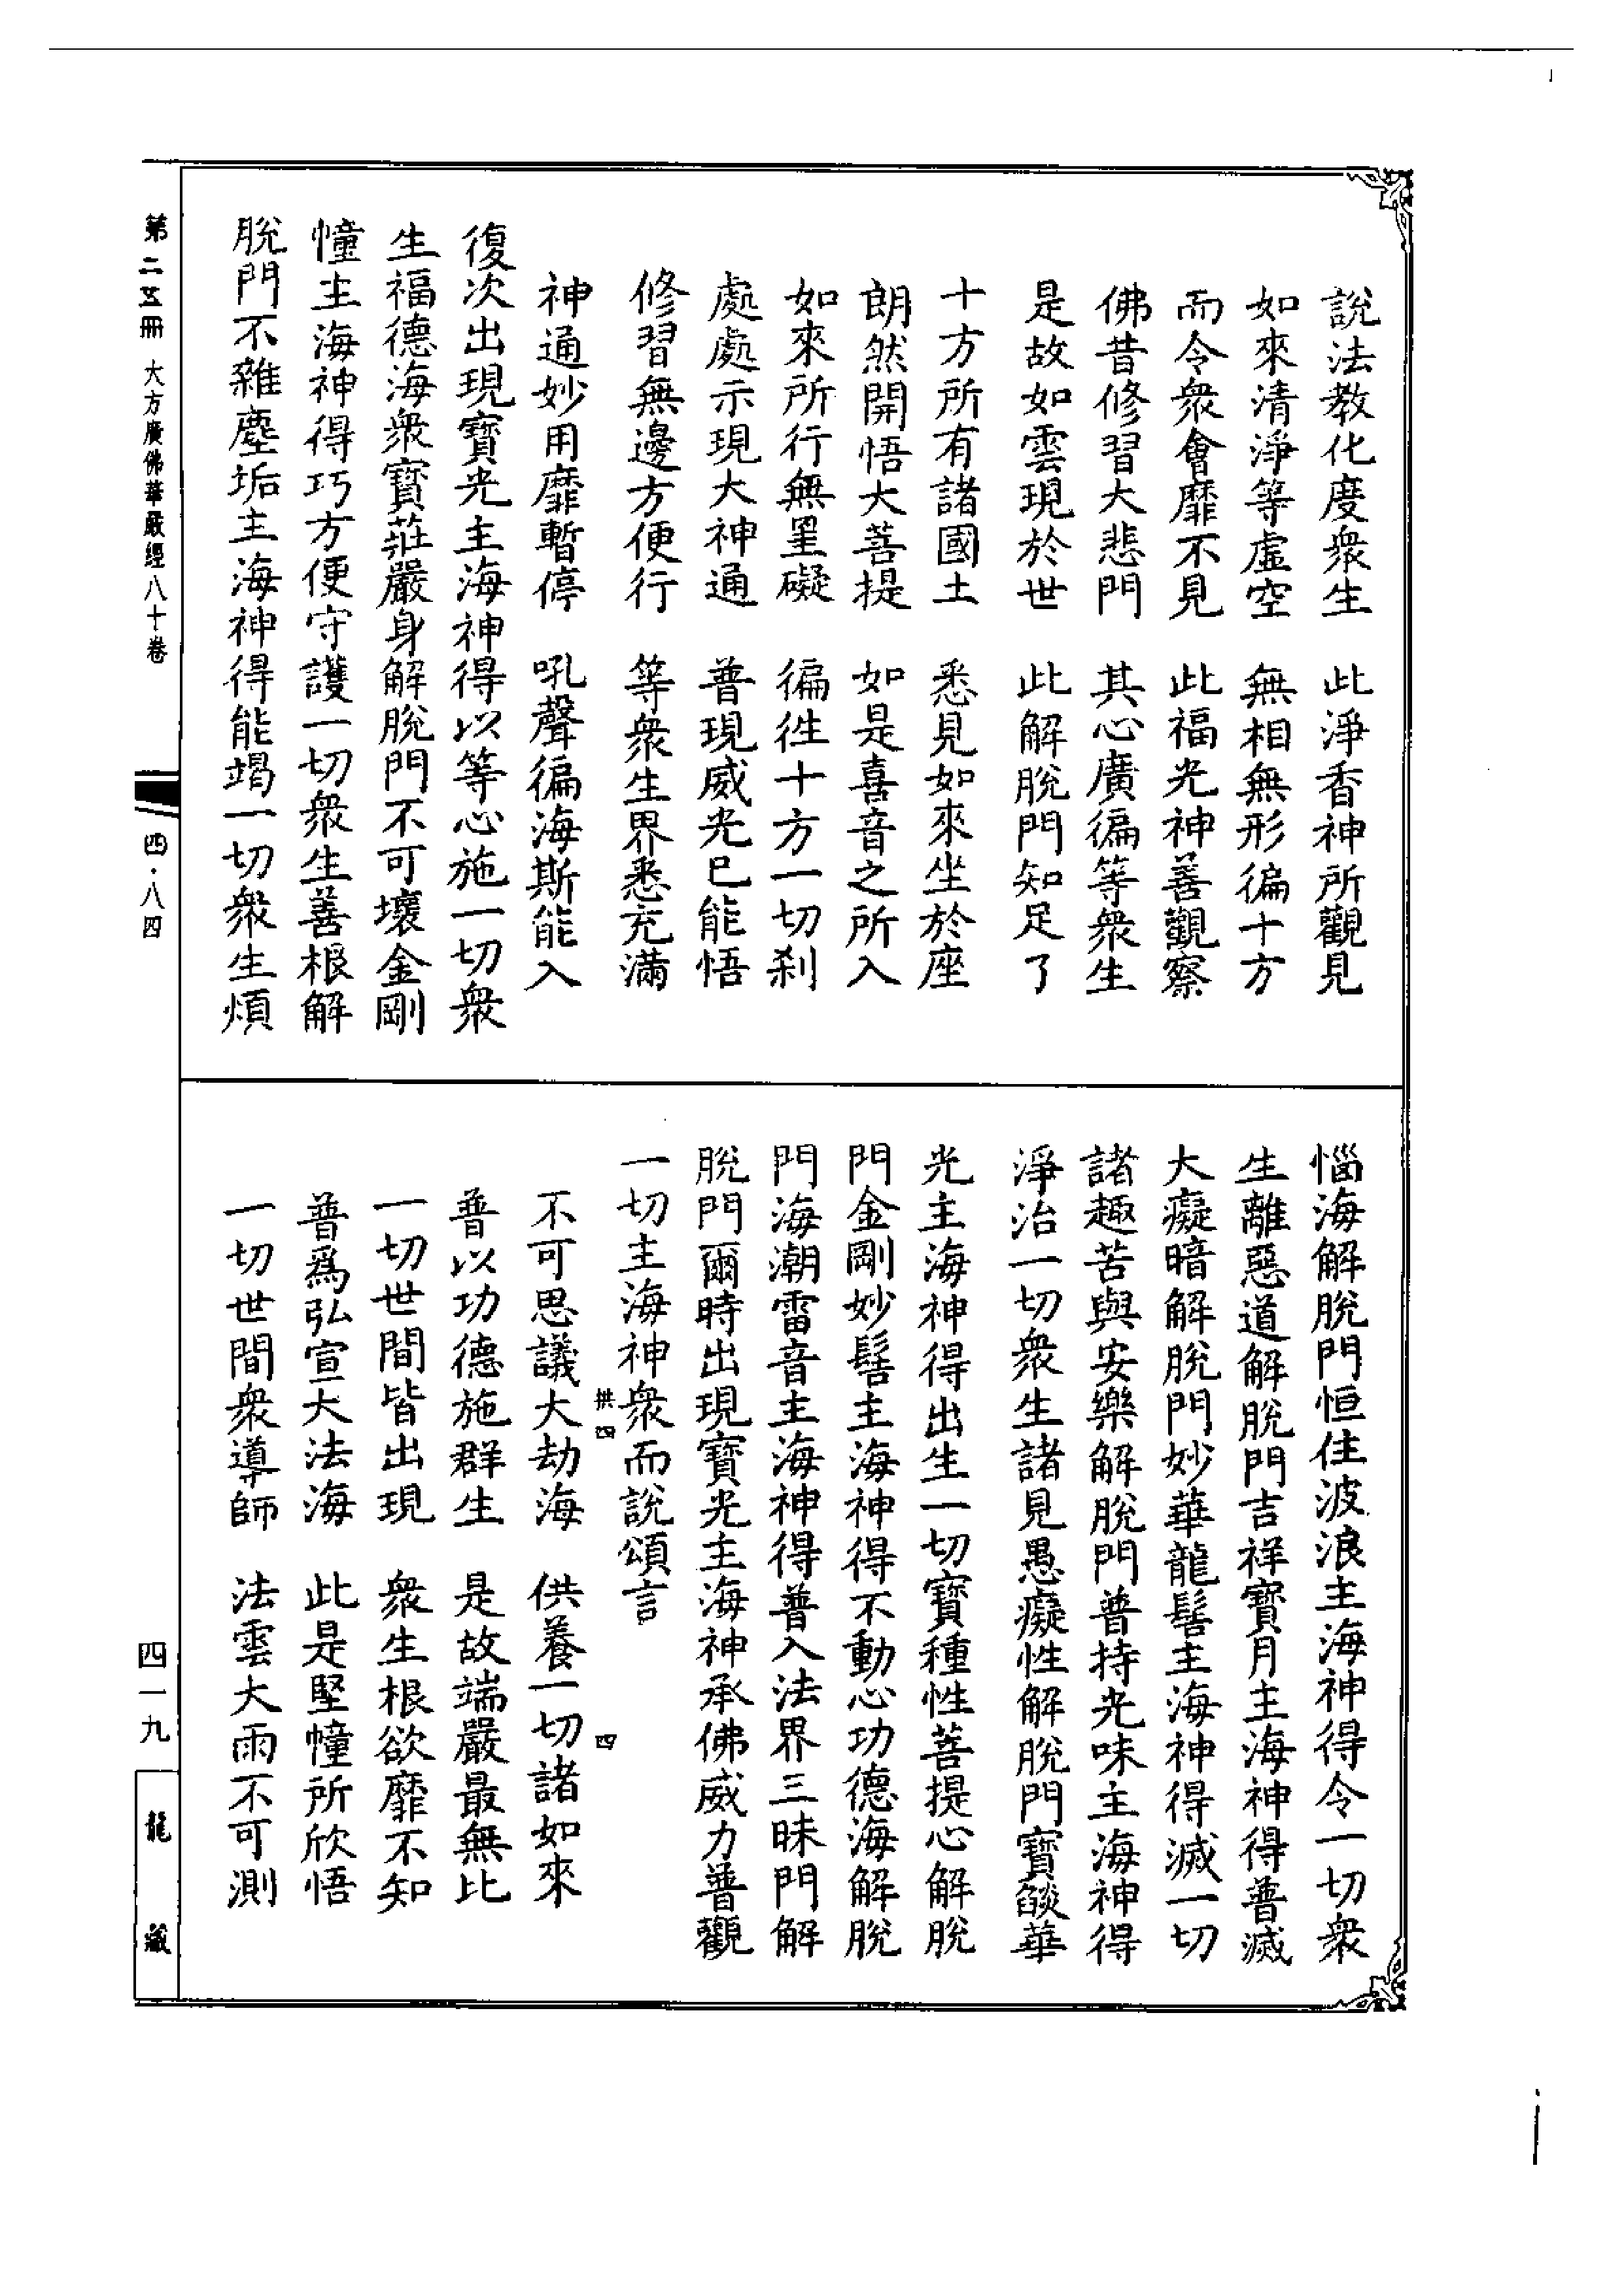 說法教化度衆生　此淨香神所觀見
如來清淨等虛空　無相無形徧十方
而令衆會靡不見　此福光神善觀察
佛昔修習大悲門　其心廣徧等衆生
是故如雲現於世　此解脫門知足了
十方所有諸國土　悉見如來坐於座
朗然開悟大菩提　如是喜音之所入
如來所行無罣礙　徧往十方一切剎
處處示現大神通　普現威光已能悟
修習無邊方便行　等衆生界悉充滿
神通妙用靡暫停　吼聲徧海斯能入
復次出現寶光主海神得以等心施一切衆
生福德海衆寶莊嚴身解脫門不可壞金剛
幢主海神得巧方便守護一切衆生善根解
脫門不雜塵垢主海神得能竭一切衆生煩
惱海解脫門恒住波浪主海神得令一切衆
生離惡道解脫門吉祥寶月主海神得普滅
大癡暗解脫門妙華龍髻主海神得滅一切
諸趣苦與安樂解脫門普持光味主海神得
淨治一切衆生諸見愚癡性解脫門寶燄華
光主海神得出生一切寶種性菩提心解脫
門金剛妙髻主海神得不動心功德海解脫
門海潮雷音主海神得普入法界三昧門解
脫門爾時出現寶光主海神承佛威力普觀
一切主海神衆而說頌言
拱四　四
不可思議大劫海　供養一切諸如來
普以功德施群生　是故端嚴最無比
一切世間皆出現　衆生根欲靡不知
普爲弘宣大法海　此是堅幢所欣悟
一切世間衆導師　法雲大雨不可測
第二五冊　大方廣佛華嚴經八十卷　四·八四　四一九　龍藏